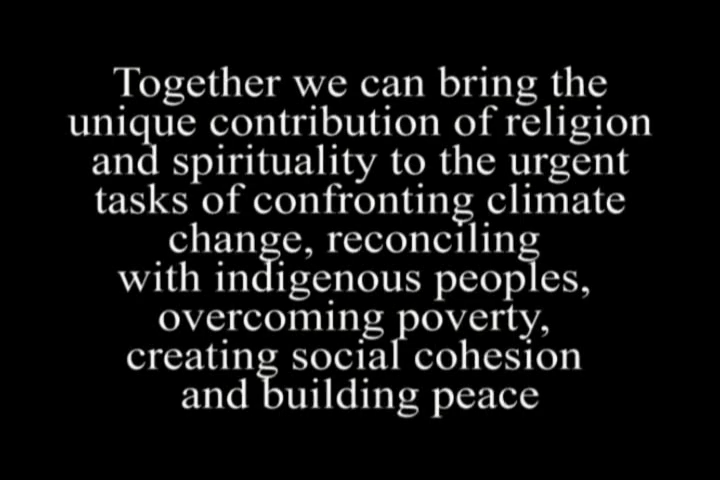 Together we can bring the
unique contribution of religion
and spirituality to the urgent
tasks of confronting climate
change, reconciling
with indigenous peoples,
overcoming poverty,
creating social cohesion
and building peace